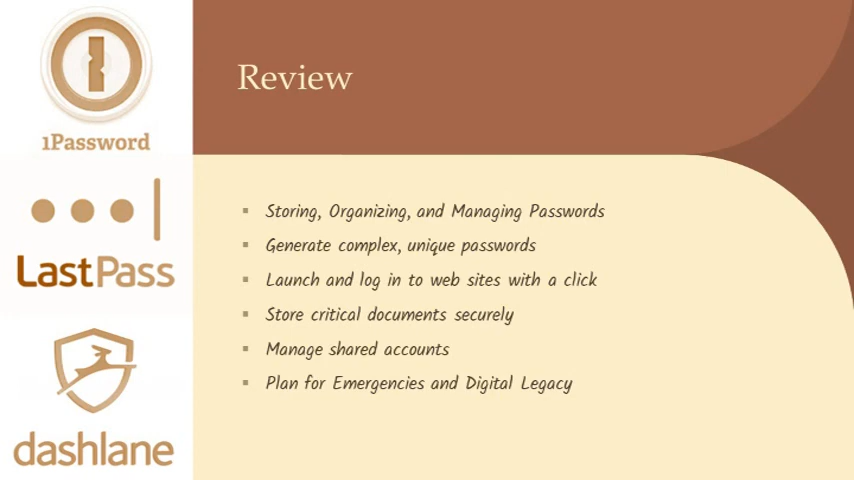 1Password
LastPass
dashlane
Review
Storing, Organizing, and Managing Passwords
Generate complex, unique passwords
Launch and log in to web sites with a click
Store critical documents securely
Manage shared accounts
Plan for Emergencies and Digital Legacy